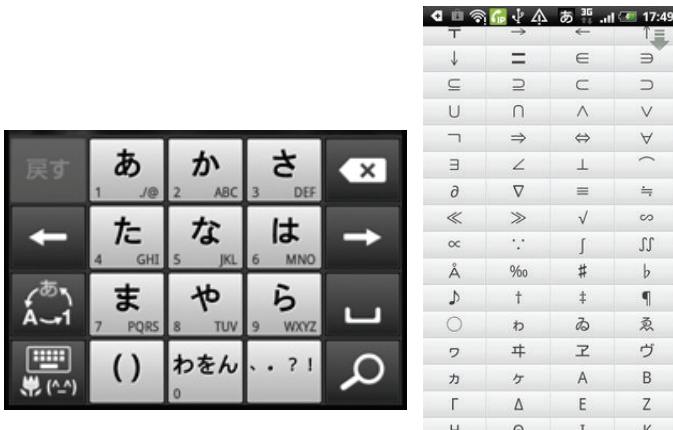 戻す あ か さ
1 ./@ 2 ABC 3 DEF
た な は
4 GHI 5 JKL 6 MNO
あ A 1 ま や ら
7 PQRS 8 TUV 9 WXYZ
(^_^) ( ) わをん 、。?!
0
あ 3G 17:49
〒 → ← ↑
↓ 〓 ∈ ∋
⊆ ⊇ ⊂ ⊃
∪ ∩ ∧ ∨
¬ ⇒ ⇔ ∀
∃ ∠ ⊥ ⌒
∂ ∇ ≡ ≒
≪ ≫ √ ∽
∝ ∵ ∫ ∬
Å ‰ ♯ ♭
♪ † ‡ ¶
◯ ゎ ゐ ゑ
ヮ ヰ ヱ ヴ
ヵ ヶ Α Β
Γ Δ Ε Ζ
Η Θ Ι Κ